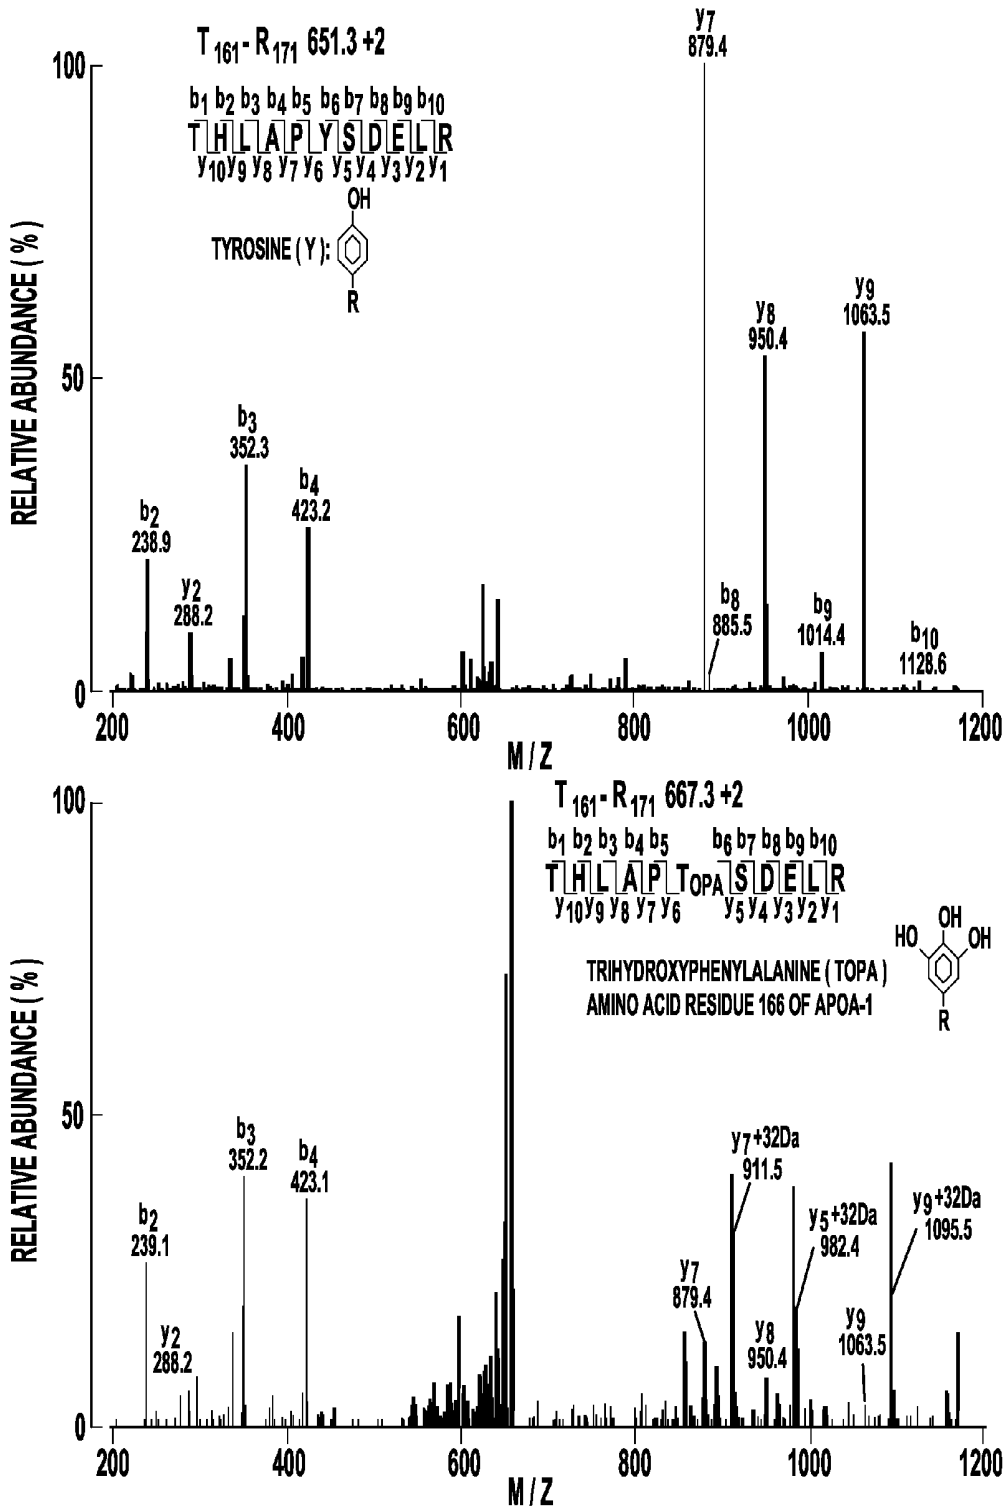 T161-R171 651.3 +2
b1 b2 b3 b4 b5 b6 b7 b8 b9 b10
T H L A P Y S D E L R
y10 y9 y8 y7 y6 y5 y4 y3 y2 y1
TYROSINE ( Y ):
OH
R
RELATIVE ABUNDANCE ( % )
100
50
0
b2
238.9
y2
288.2
b3
352.3
b4
423.2
y7
879.4
b8
885.5
y8
950.4
b9
1014.4
y9
1063.5
b10
1128.6
200 400 600 800 1000 1200
M / Z
T161-R171 667.3 +2
b1 b2 b3 b4 b5 b6 b7 b8 b9 b10
T H L A P TOPA S D E L R
y10 y9 y8 y7 y6 y5 y4 y3 y2 y1
TRIHYDROXYPHENYLALANINE ( TOPA )
AMINO ACID RESIDUE 166 OF APOA-1
HO OH OH
R
RELATIVE ABUNDANCE ( % )
100
50
0
b2
239.1
y2
288.2
b3
352.2
b4
423.1
y7
879.4
y7+32Da
911.5
y8
950.4
y5+32Da
982.4
y9
1063.5
y9+32Da
1095.5
200 400 600 800 1000 1200
M / Z